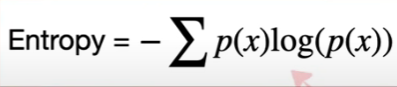 Entropy = − ∑ p(x)log(p(x))